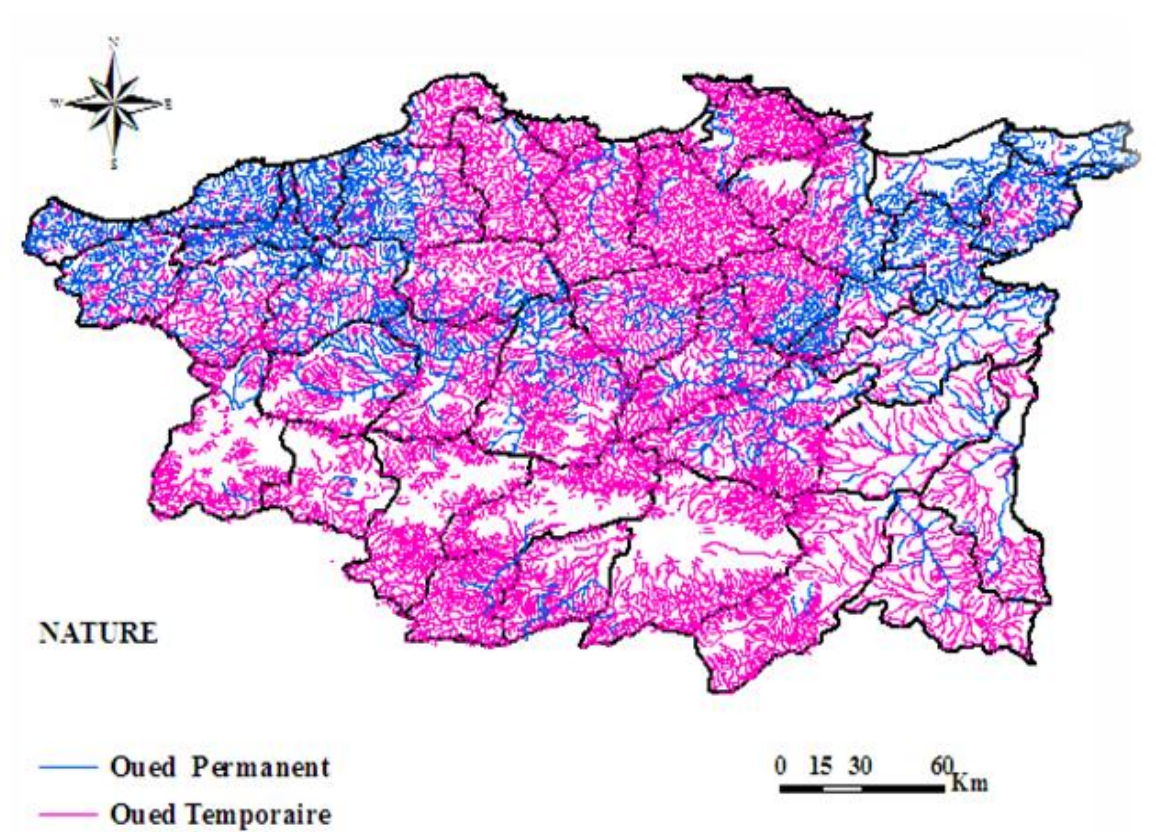 N
W E
S
NATURE
Oued Permanent
Oued Temporaire
0 15 30 60 Km